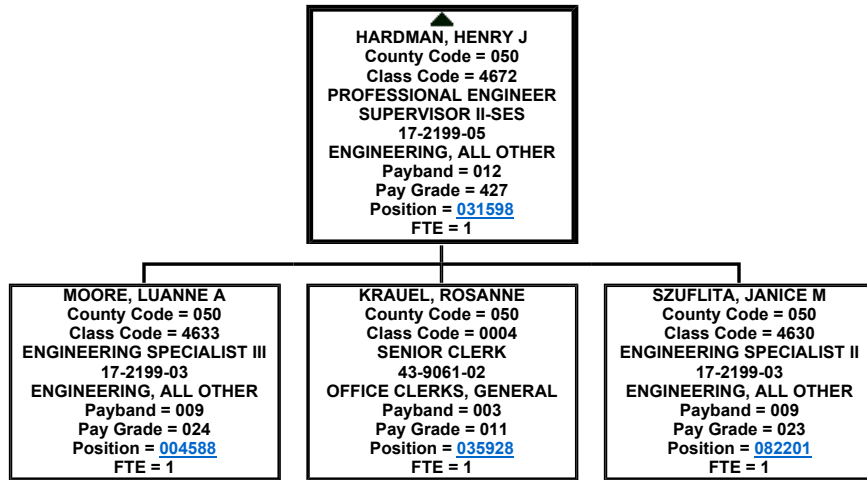 HARDMAN, HENRY J
County Code = 050
Class Code = 4672
PROFESSIONAL ENGINEER
SUPERVISOR II-SES
17-2199-05
ENGINEERING, ALL OTHER
Payband = 012
Pay Grade = 427
Position = 031598
FTE = 1
MOORE, LUANNE A
County Code = 050
Class Code = 4633
ENGINEERING SPECIALIST III
17-2199-03
ENGINEERING, ALL OTHER
Payband = 009
Pay Grade = 024
Position = 004588
FTE = 1
KRAUEL, ROSANNE
County Code = 050
Class Code = 0004
SENIOR CLERK
43-9061-02
OFFICE CLERKS, GENERAL
Payband = 003
Pay Grade = 011
Position = 035928
FTE = 1
SZUFLITA, JANICE M
County Code = 050
Class Code = 4630
ENGINEERING SPECIALIST II
17-2199-03
ENGINEERING, ALL OTHER
Payband = 009
Pay Grade = 023
Position = 082201
FTE = 1